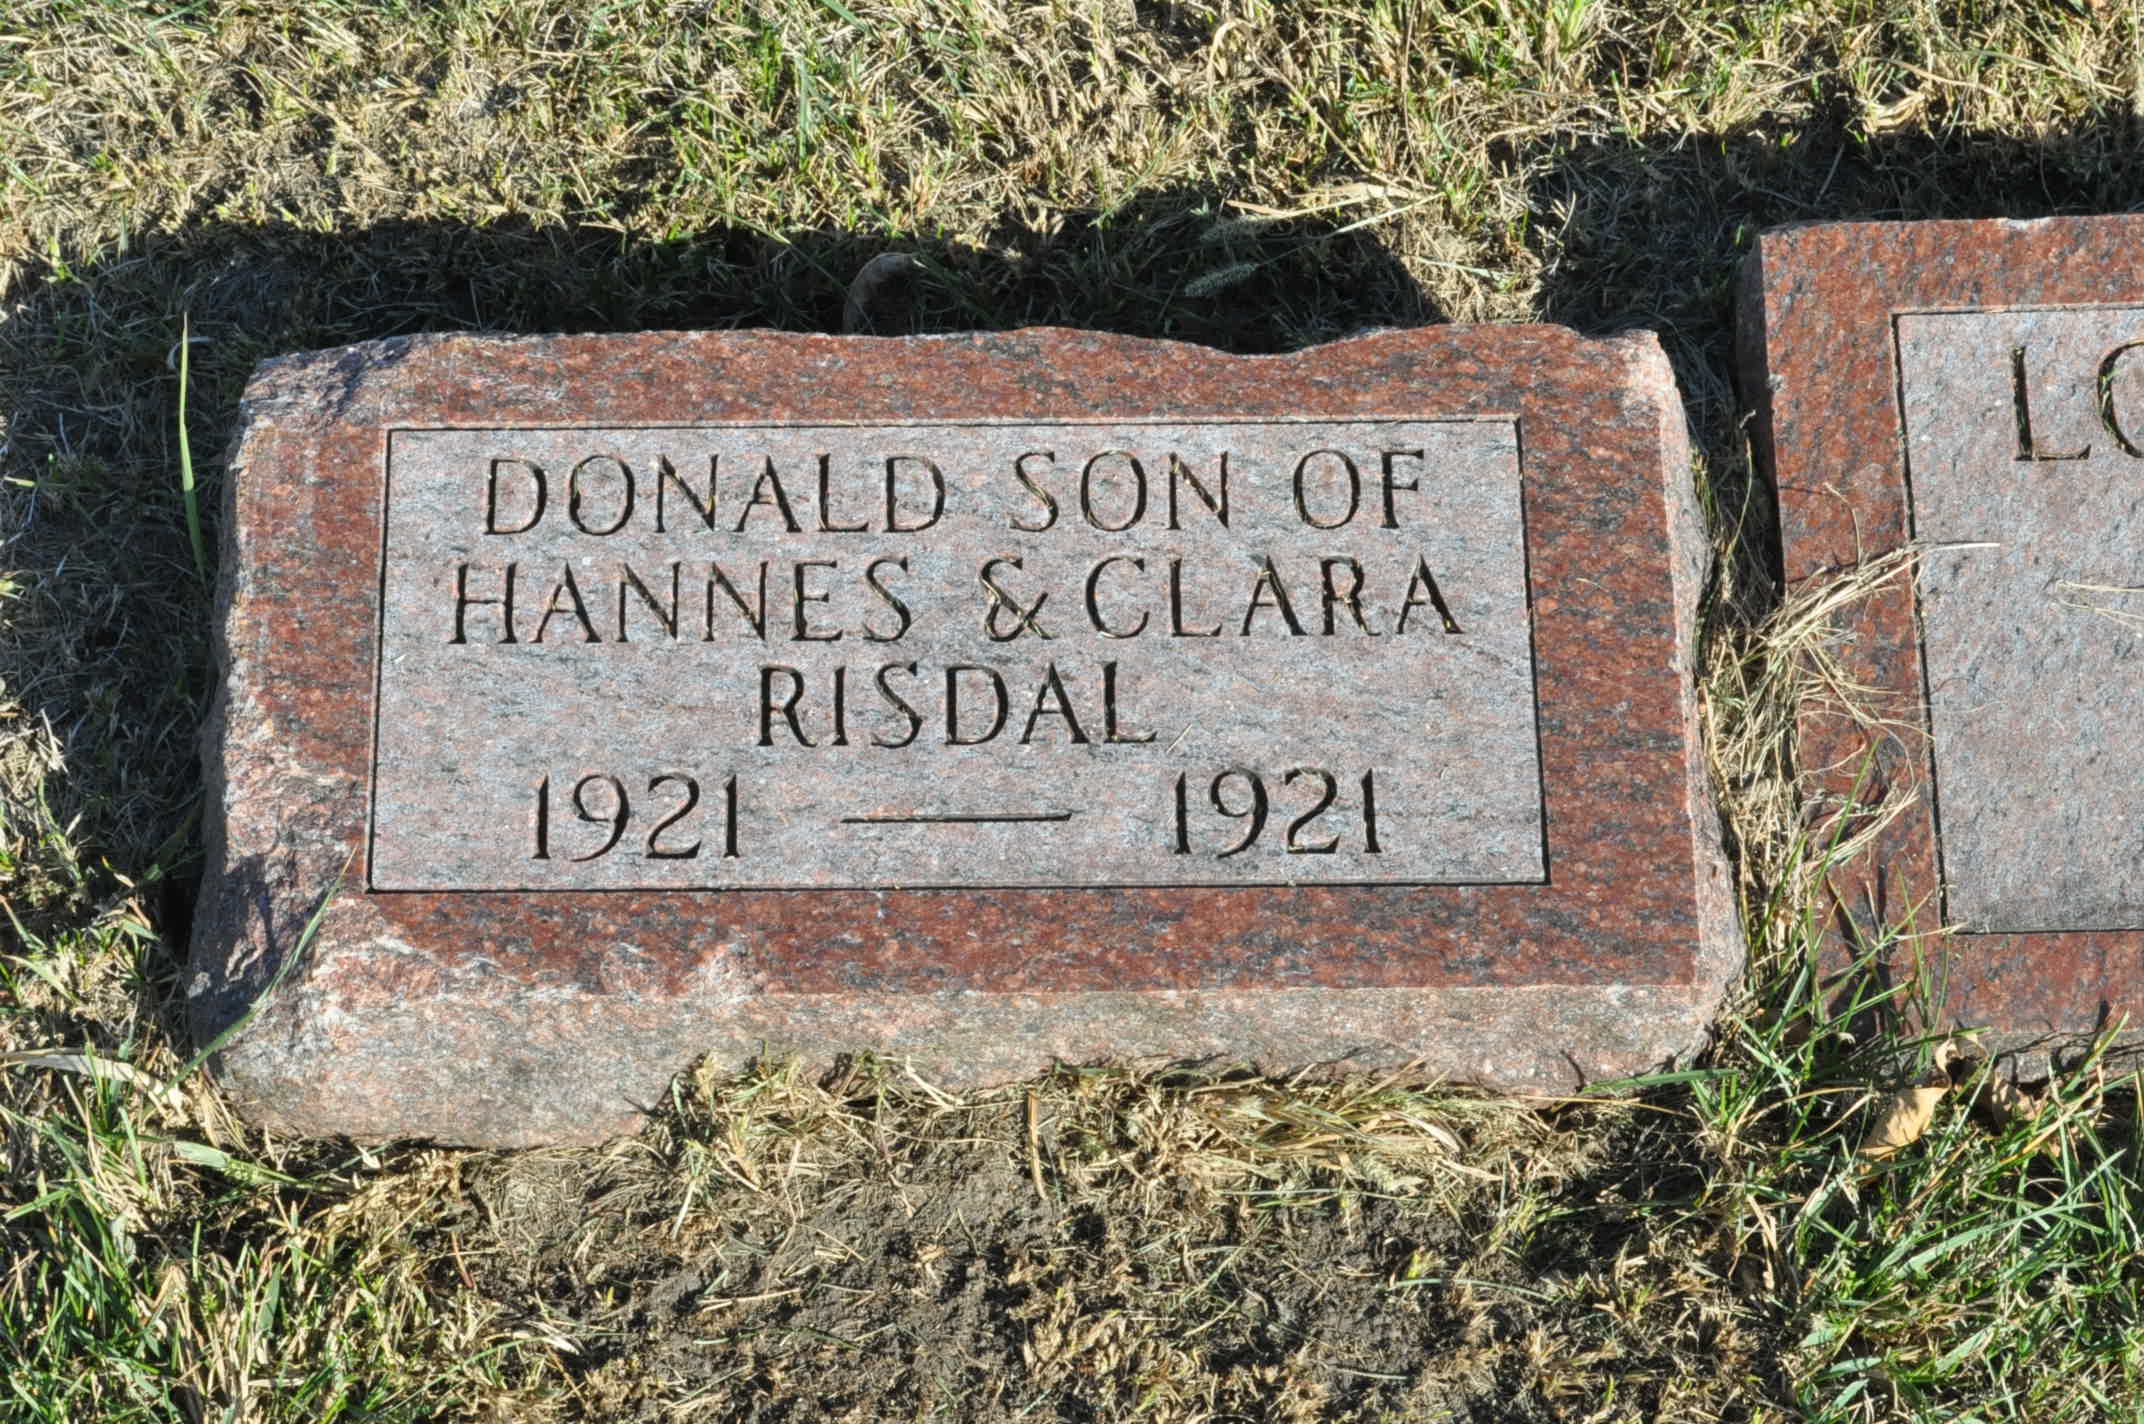 DONALD SON OF
HANNES & CLARA
RISDAL
1921 — 1921